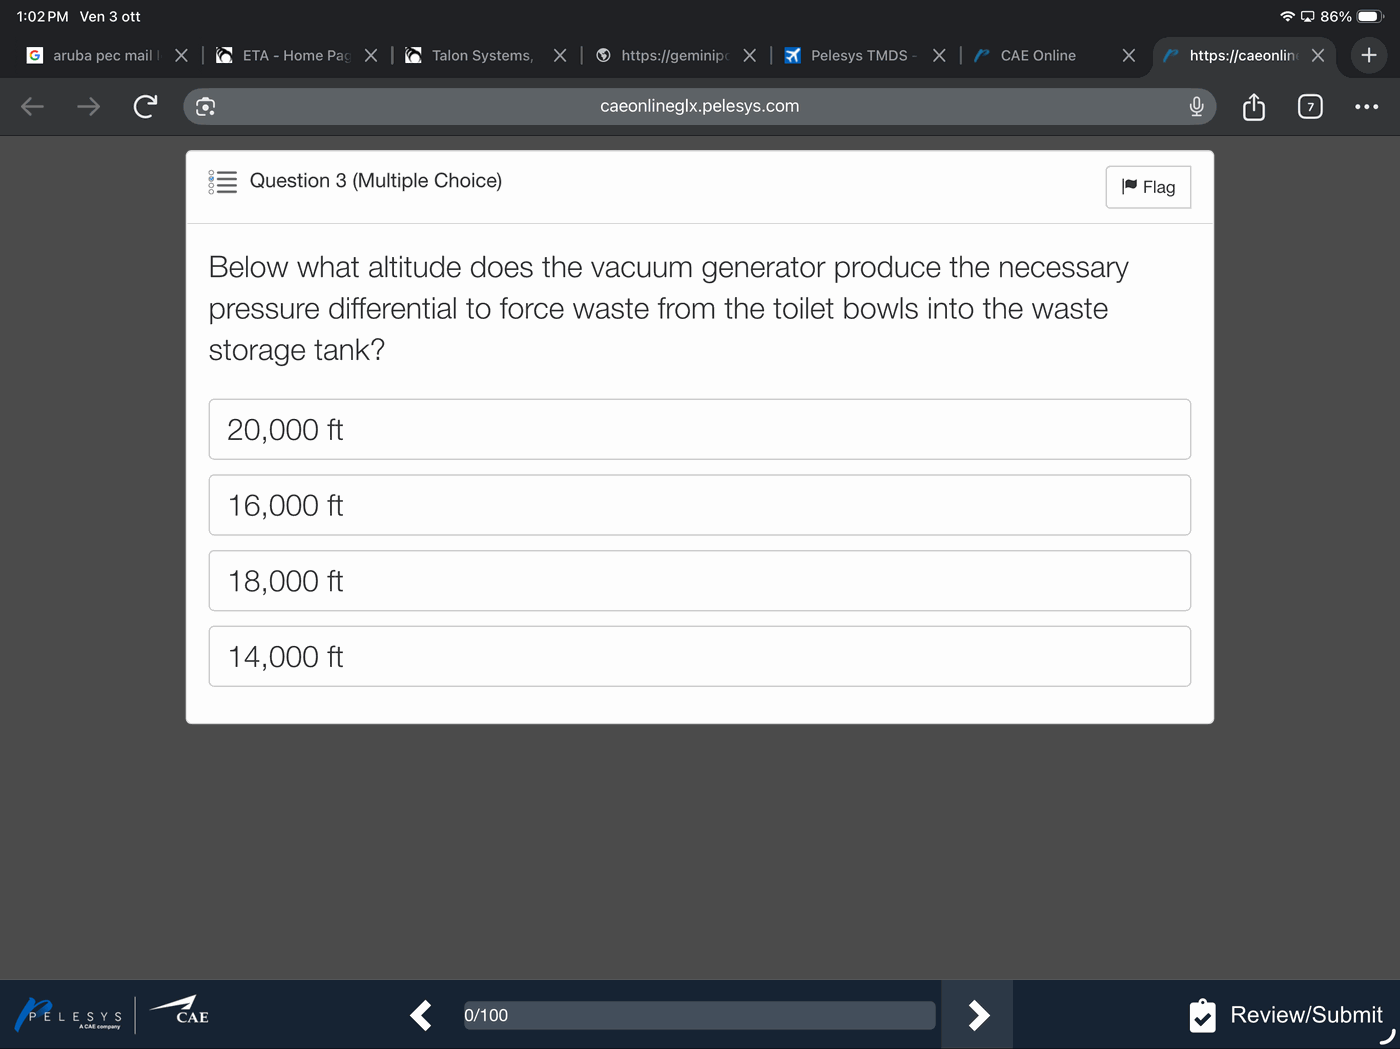 1:02 PM Ven 3 ott
86%
aruba pec mail
ETA - Home Pag
Talon Systems,
https://geminipo
Pelesys TMDS -
CAE Online
https://caeonlin
caeonlineglx.pelesys.com
7
Question 3 (Multiple Choice)
Flag
Below what altitude does the vacuum generator produce the necessary
pressure differential to force waste from the toilet bowls into the waste
storage tank?
20,000 ft
16,000 ft
18,000 ft
14,000 ft
PELESYS
A CAE company
CAE
0/100
Review/Submit